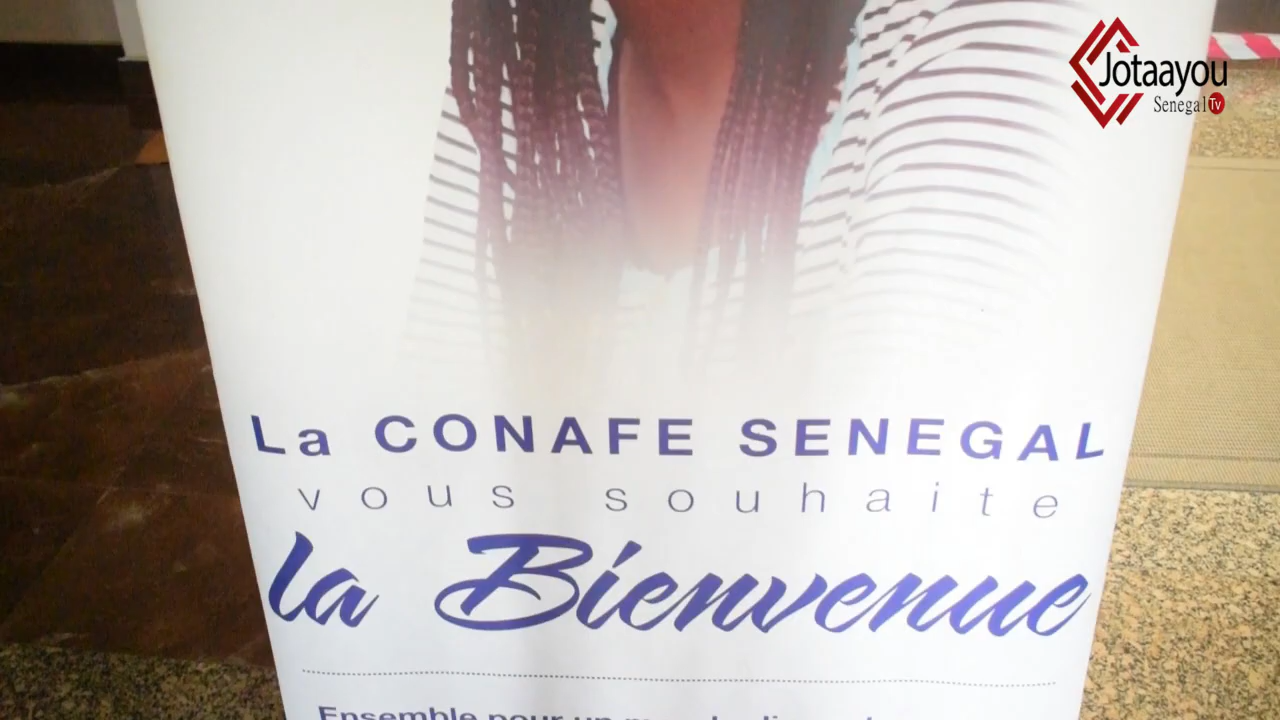 Jotaayou
Senegal Tv
La CONAFE SENEGAL
vous souhaite
la Bienvenue
Ensemble pour un